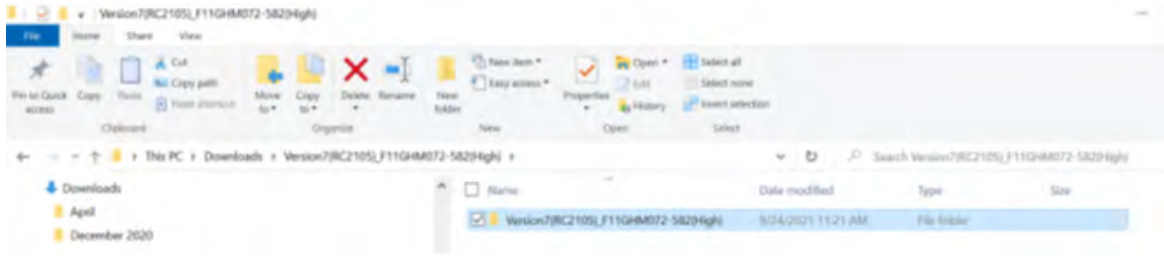 Version7(RC2105)_F11GHM072-582(High)
File Home Share View
Pin to Quick access Copy Paste Cut Copy path Paste shortcut Move to Copy to Delete Rename New folder New item Easy access Properties Open Edit History Select all Select none Invert selection
Clipboard Organize New Open Select
This PC Downloads Version7(RC2105)_F11GHM072-582(High) Search Version7(RC2105)_F11GHM072-582(High)
Downloads Name Date modified Type Size
April Version7(RC2105)_F11GHM072-582(High) 9/24/2021 11:21 AM File folder
December 2020